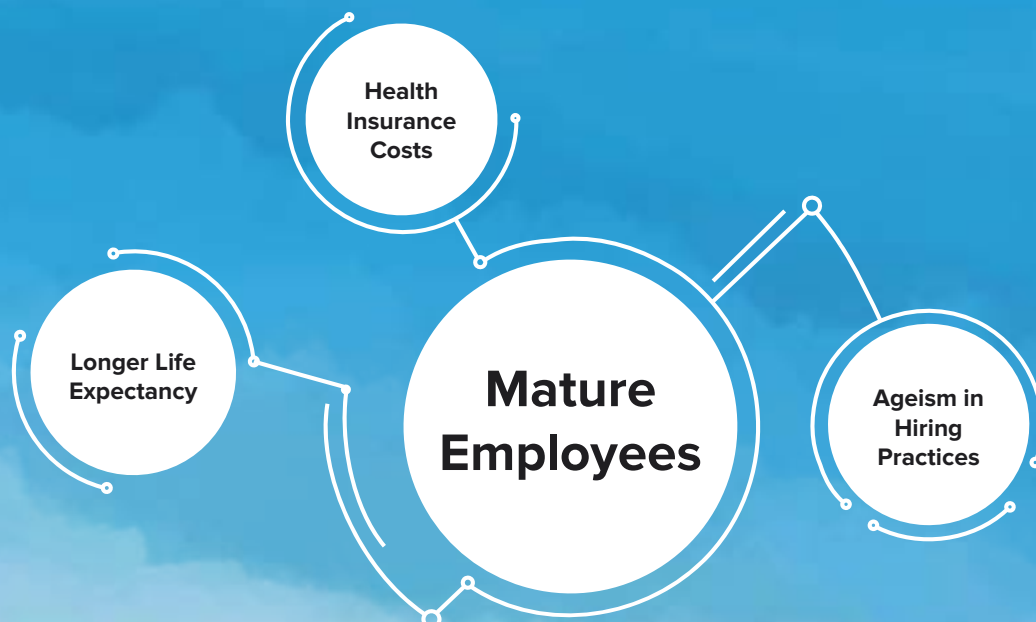 Health
Insurance
Costs
Longer Life
Expectancy
Mature
Employees
Ageism in
Hiring
Practices